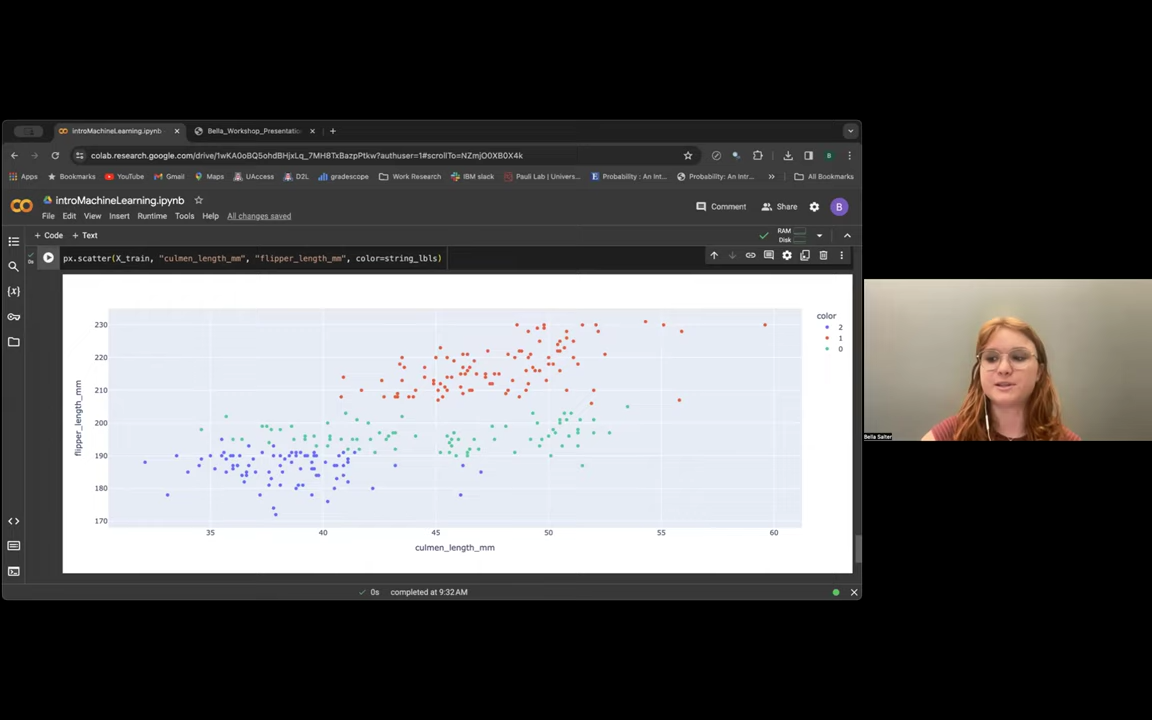 introMachineLearning.ipynb
Bella_Workshop_Presentation
colab.research.google.com/drive/1wKA0oBQ5ohdBHjxLq_7MH8TxBazpPtkw?authuser=1#scrollTo=NZmjO0XB0X4k
B
Apps
Bookmarks
YouTube
Gmail
Maps
UAccess
D2L
gradescope
Work Research
IBM slack
Pauli Lab | Univers...
Probability : An Int...
Probability: An Intr...
All Bookmarks
introMachineLearning.ipynb
Comment
Share
B
File Edit View Insert Runtime Tools Help All changes saved
+ Code + Text
RAM
Disk
0s
px.scatter(X_train, "culmen_length_mm", "flipper_length_mm", color=string_lbls)
color
2
1
0
230
220
210
200
190
180
170
flipper_length_mm
35 40 45 50 55 60
culmen_length_mm
0s completed at 9:32AM
Bella Salter